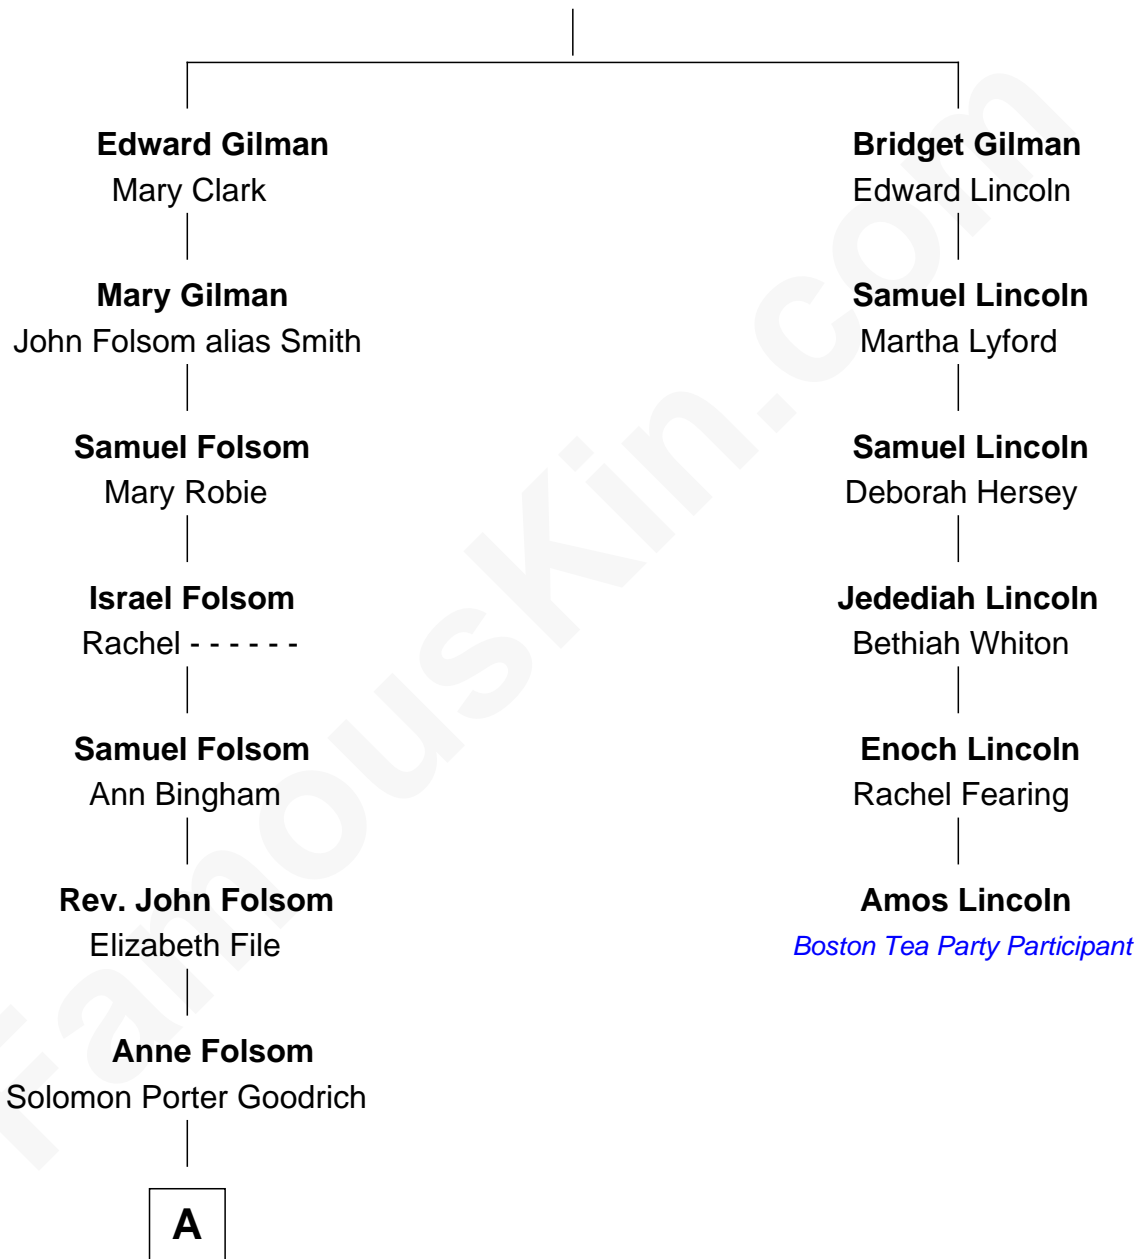 Edward Gilman
Mary Clark
Mary Gilman
John Folsom alias Smith
Samuel Folsom
Mary Robie
Israel Folsom
Rachel - - - - - -
Samuel Folsom
Ann Bingham
Rev. John Folsom
Elizabeth File
Anne Folsom
Solomon Porter Goodrich
A
Bridget Gilman
Edward Lincoln
Samuel Lincoln
Martha Lyford
Samuel Lincoln
Deborah Hersey
Jedediah Lincoln
Bethiah Whiton
Enoch Lincoln
Rachel Fearing
Amos Lincoln
Boston Tea Party Participant
FamousKin.com